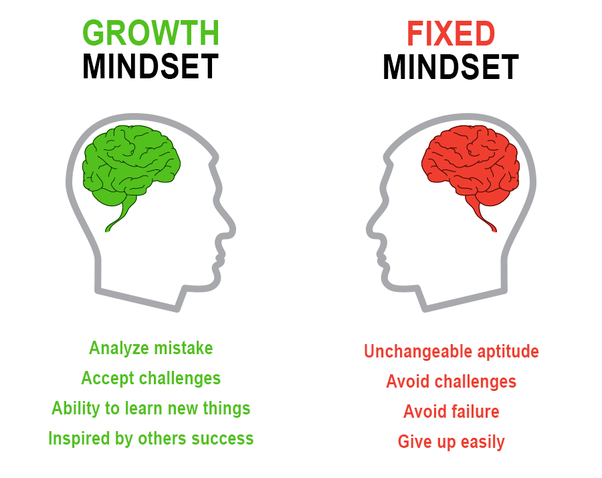 GROWTH
MINDSET
Analyze mistake
Accept challenges
Ability to learn new things
Inspired by others success
FIXED
MINDSET
Unchangeable aptitude
Avoid challenges
Avoid failure
Give up easily